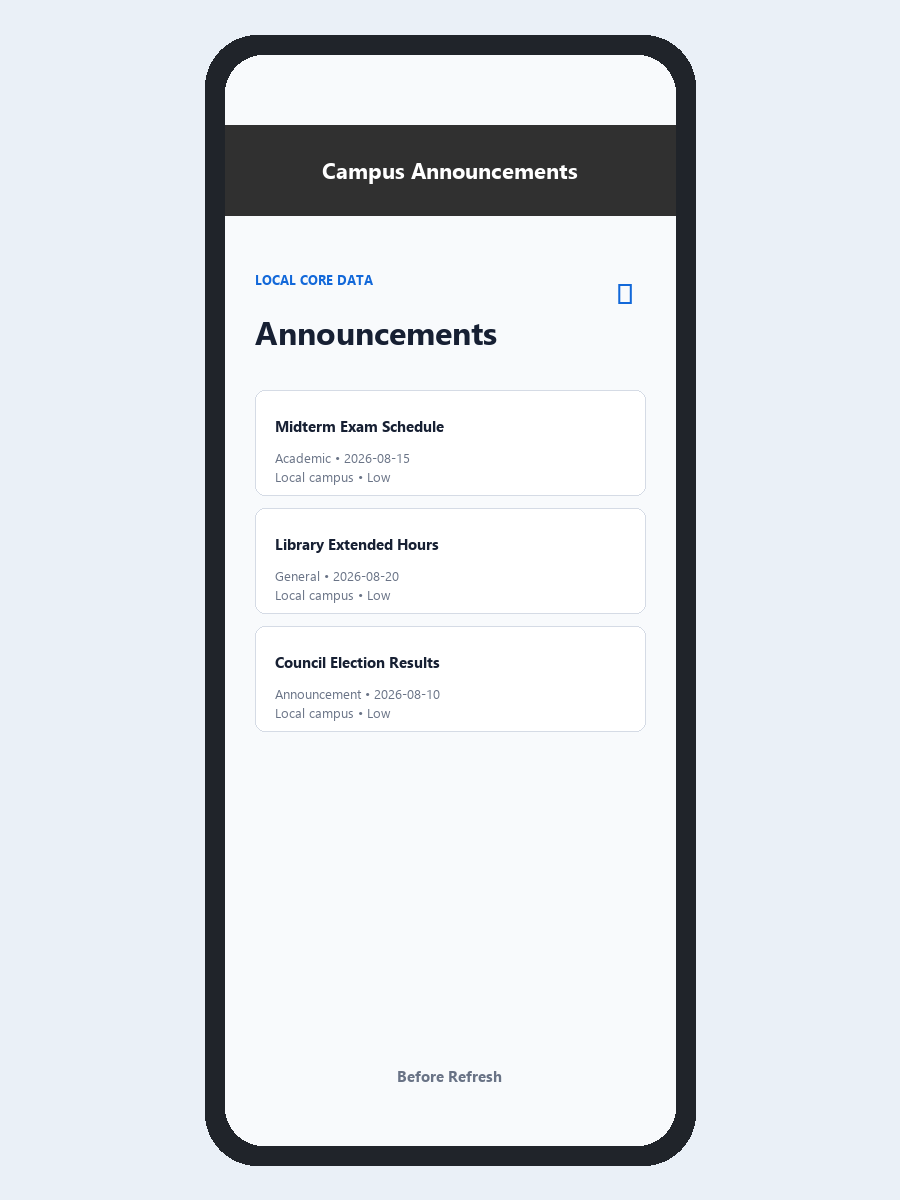 Campus Announcements
LOCAL CORE DATA
Announcements
Midterm Exam Schedule
Academic • 2026-08-15
Local campus • Low
Library Extended Hours
General • 2026-08-20
Local campus • Low
Council Election Results
Announcement • 2026-08-10
Local campus • Low
Before Refresh